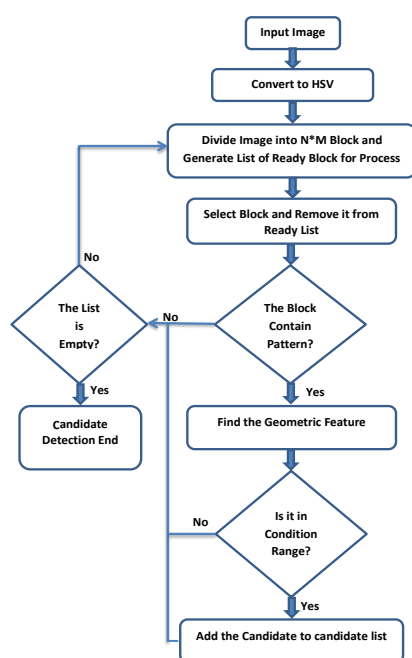 Input Image
Convert to HSV
Divide Image into N*M Block and
Generate List of Ready Block for Process
Select Block and Remove it from
Ready List
No
The List
is
Empty?
No
The Block
Contain
Pattern?
Yes
Yes
Candidate
Detection End
Find the Geometric Feature
No
Is it in
Condition
Range?
Yes
Add the Candidate to candidate list